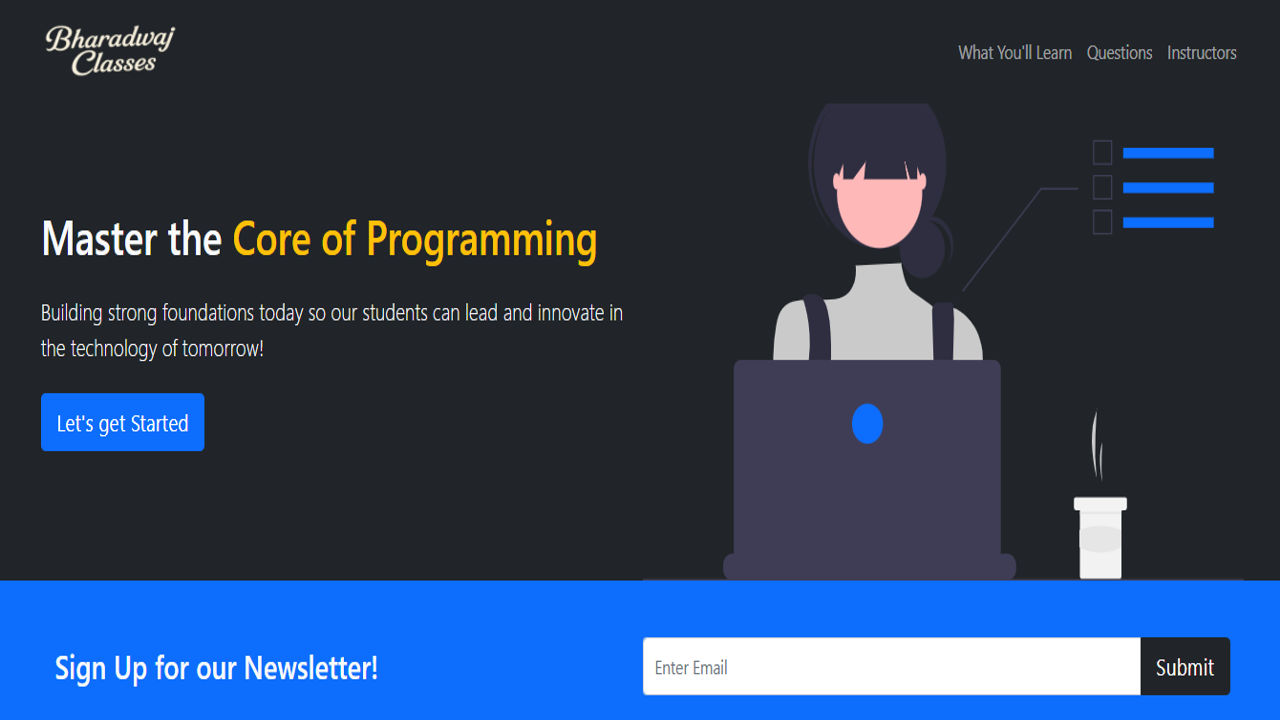 Bharadwaj
Classes
What You'll Learn Questions Instructors
Master the Core of Programming
Building strong foundations today so our students can lead and innovate in
the technology of tomorrow!
Let's get Started
Sign Up for our Newsletter!
Enter Email
Submit